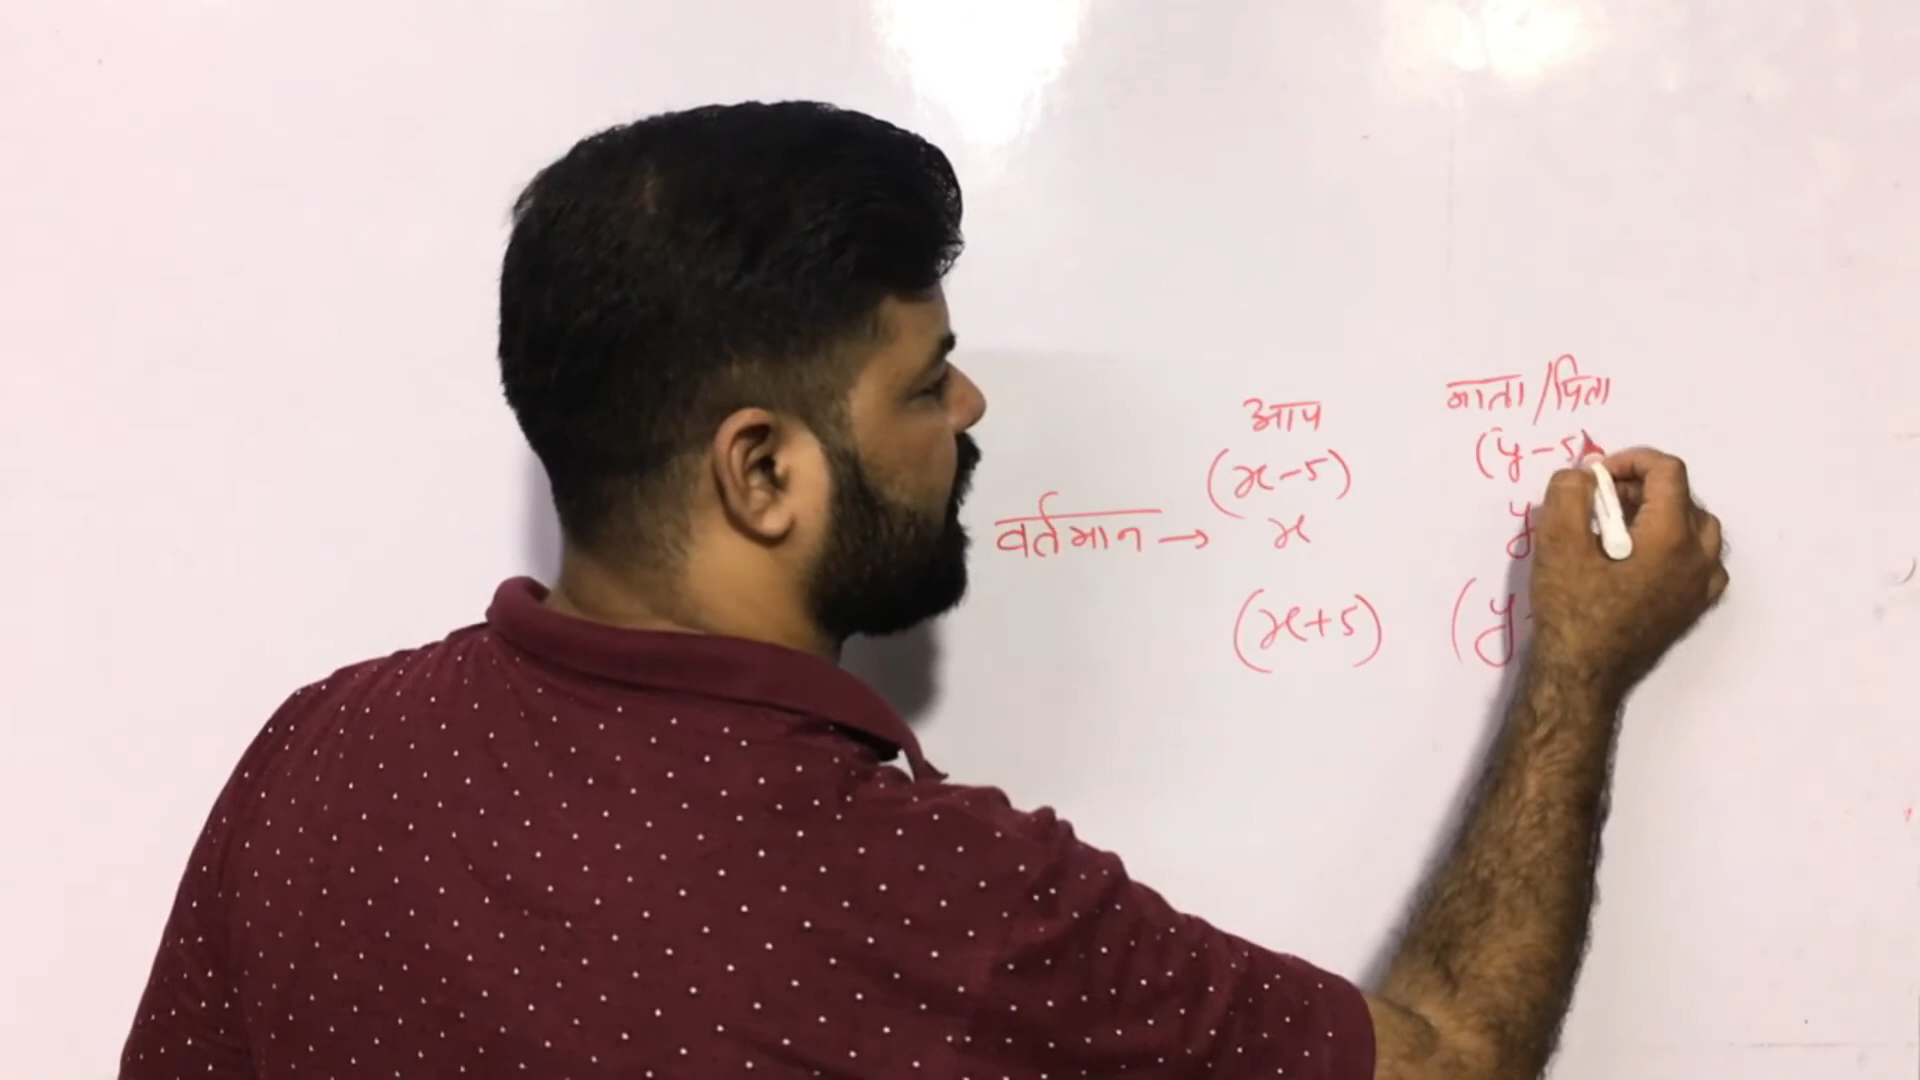 आप माता/पिता
(x-5) (y-5)
वर्तमान → x y
(x+5) (y